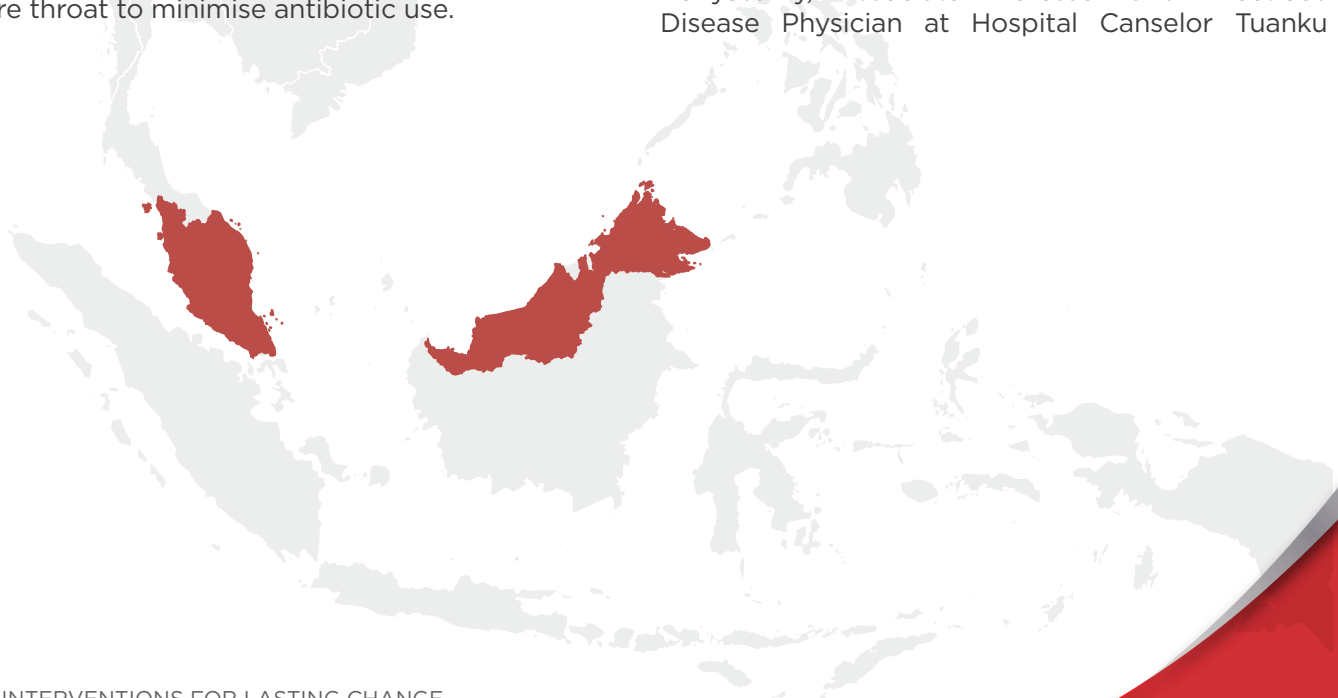 re throat to minimise antibiotic use.
Disease Physician at Hospital Canselor Tuanku
INTERVENTIONS FOR LASTING CHANGE